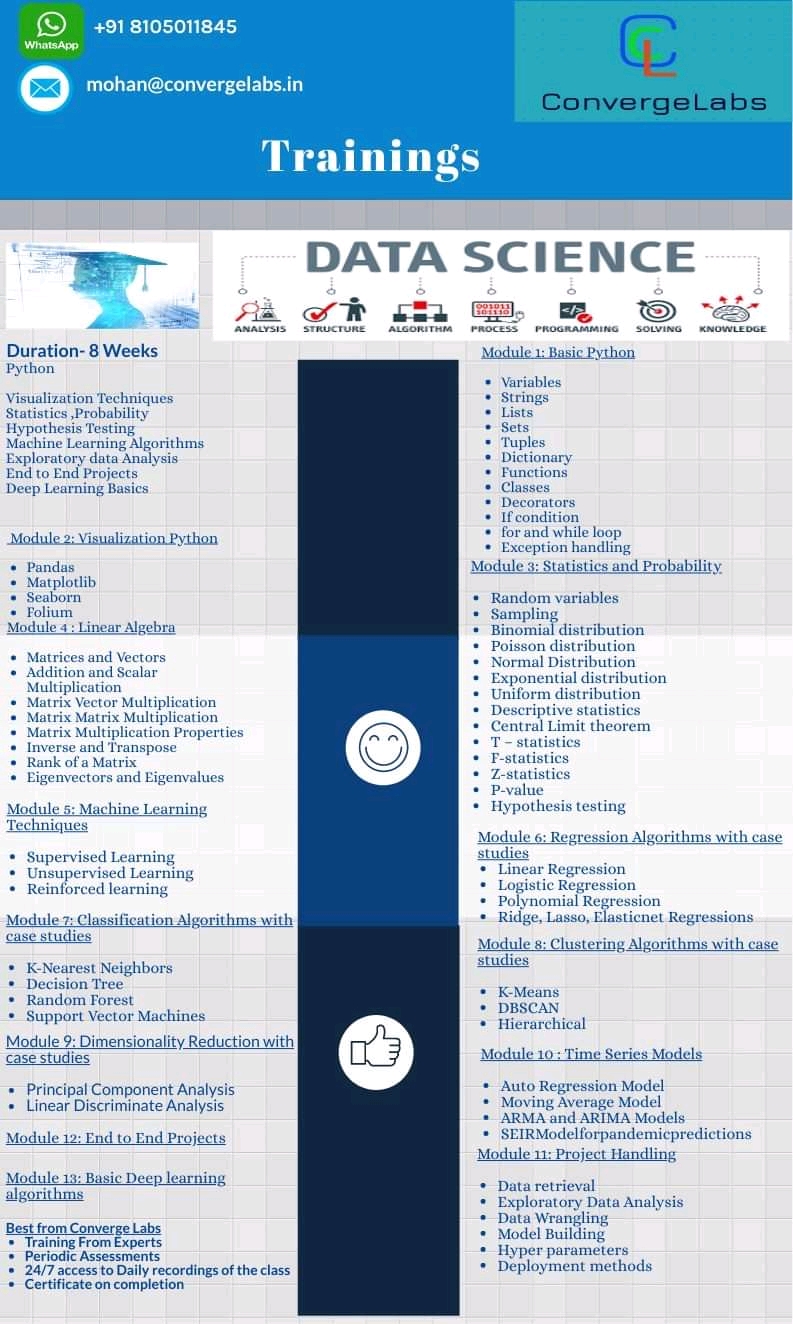 WhatsApp
+91 8105011845
mohan@convergelabs.in
CL
ConvergeLabs
Trainings
DATA SCIENCE
001011
101110
ANALYSIS STRUCTURE ALGORITHM PROCESS PROGRAMMING SOLVING KNOWLEDGE
Duration- 8 Weeks
Python
Visualization Techniques
Statistics ,Probability
Hypothesis Testing
Machine Learning Algorithms
Exploratory data Analysis
End to End Projects
Deep Learning Basics
Module 1: Basic Python
• Variables
• Strings
• Lists
• Sets
• Tuples
• Dictionary
• Functions
• Classes
• Decorators
• If condition
• for and while loop
• Exception handling
Module 2: Visualization Python
• Pandas
• Matplotlib
• Seaborn
• Folium
Module 3: Statistics and Probability
• Random variables
• Sampling
• Binomial distribution
• Poisson distribution
• Normal Distribution
• Exponential distribution
• Uniform distribution
• Descriptive statistics
• Central Limit theorem
• T – statistics
• F-statistics
• Z-statistics
• P-value
• Hypothesis testing
Module 4 : Linear Algebra
• Matrices and Vectors
• Addition and Scalar
Multiplication
• Matrix Vector Multiplication
• Matrix Matrix Multiplication
• Matrix Multiplication Properties
• Inverse and Transpose
• Rank of a Matrix
• Eigenvectors and Eigenvalues
Module 5: Machine Learning
Techniques
• Supervised Learning
• Unsupervised Learning
• Reinforced learning
Module 6: Regression Algorithms with case
studies
• Linear Regression
• Logistic Regression
• Polynomial Regression
• Ridge, Lasso, Elasticnet Regressions
Module 7: Classification Algorithms with
case studies
• K-Nearest Neighbors
• Decision Tree
• Random Forest
• Support Vector Machines
Module 8: Clustering Algorithms with case
studies
• K-Means
• DBSCAN
• Hierarchical
Module 9: Dimensionality Reduction with
case studies
• Principal Component Analysis
• Linear Discriminate Analysis
Module 10 : Time Series Models
• Auto Regression Model
• Moving Average Model
• ARMA and ARIMA Models
• SEIRModelforpandemicpredictions
Module 11: Project Handling
• Data retrieval
• Exploratory Data Analysis
• Data Wrangling
• Model Building
• Hyper parameters
• Deployment methods
Module 12: End to End Projects
Module 13: Basic Deep learning
algorithms
Best from Converge Labs
• Training From Experts
• Periodic Assessments
• 24/7 access to Daily recordings of the class
• Certificate on completion